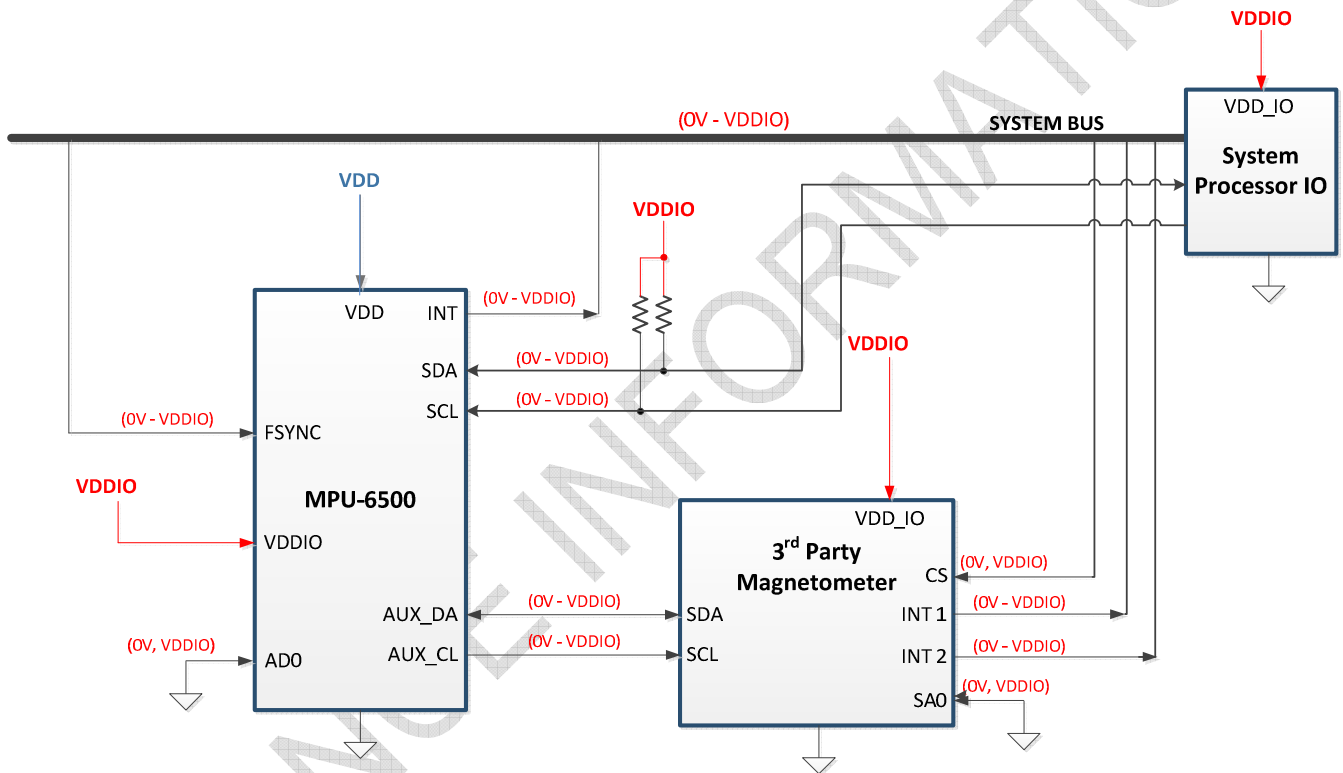 VDDIO
VDD_IO
System
Processor IO
(0V - VDDIO)
SYSTEM BUS
VDD
VDDIO
VDD
INT
(0V - VDDIO)
SDA
(0V - VDDIO)
SCL
(0V - VDDIO)
(0V - VDDIO)
FSYNC
MPU-6500
VDDIO
VDDIO
AUX_DA
(0V - VDDIO)
AUX_CL
(0V - VDDIO)
(0V, VDDIO)
AD0
VDDIO
VDD_IO
3rd Party
Magnetometer
CS
(0V, VDDIO)
SDA
INT 1
(0V - VDDIO)
SCL
INT 2
(0V - VDDIO)
SA0
(0V, VDDIO)